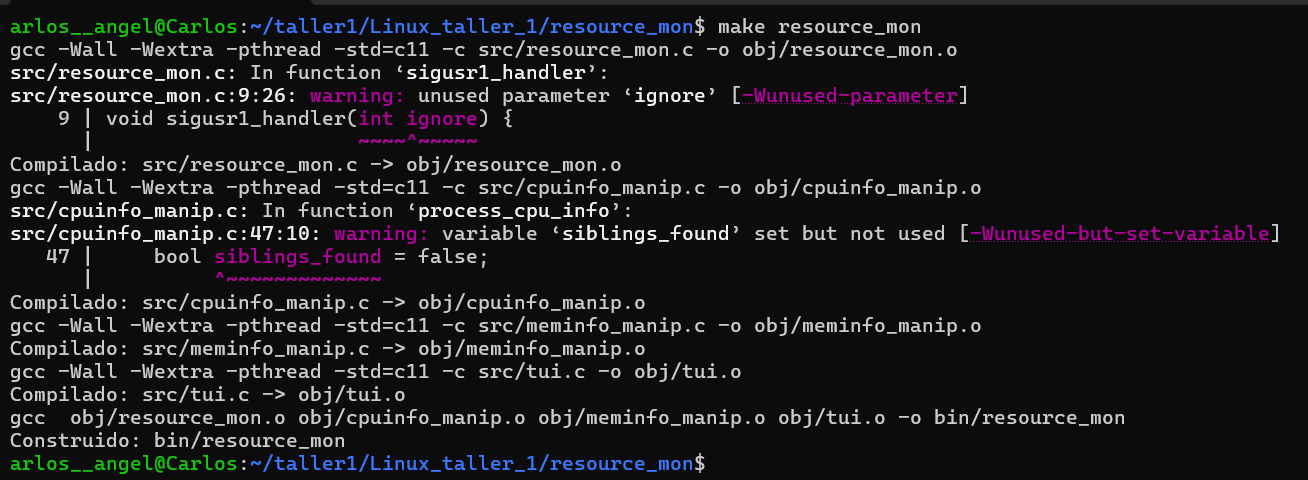 arlos__angel@Carlos:~/taller1/Linux_taller_1/resource_mon$ make resource_mon
gcc -Wall -Wextra -pthread -std=c11 -c src/resource_mon.c -o obj/resource_mon.o
src/resource_mon.c: In function ‘sigusr1_handler’:
src/resource_mon.c:9:26: warning: unused parameter ‘ignore’ [-Wunused-parameter]
    9 | void sigusr1_handler(int ignore) {
      |                      ~~~~^~~~~~
Compilado: src/resource_mon.c -> obj/resource_mon.o
gcc -Wall -Wextra -pthread -std=c11 -c src/cpuinfo_manip.c -o obj/cpuinfo_manip.o
src/cpuinfo_manip.c: In function ‘process_cpu_info’:
src/cpuinfo_manip.c:47:10: warning: variable ‘siblings_found’ set but not used [-Wunused-but-set-variable]
   47 |     bool siblings_found = false;
      |          ^~~~~~~~~~~~~~
Compilado: src/cpuinfo_manip.c -> obj/cpuinfo_manip.o
gcc -Wall -Wextra -pthread -std=c11 -c src/meminfo_manip.c -o obj/meminfo_manip.o
Compilado: src/meminfo_manip.c -> obj/meminfo_manip.o
gcc -Wall -Wextra -pthread -std=c11 -c src/tui.c -o obj/tui.o
Compilado: src/tui.c -> obj/tui.o
gcc  obj/resource_mon.o obj/cpuinfo_manip.o obj/meminfo_manip.o obj/tui.o -o bin/resource_mon
Construido: bin/resource_mon
arlos__angel@Carlos:~/taller1/Linux_taller_1/resource_mon$